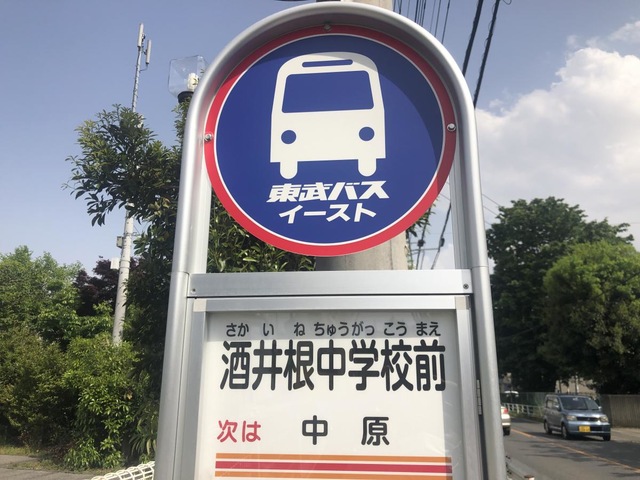 東武バス
イースト
さかいねちゅうがっこうまえ
酒井根中学校前
次は 中原